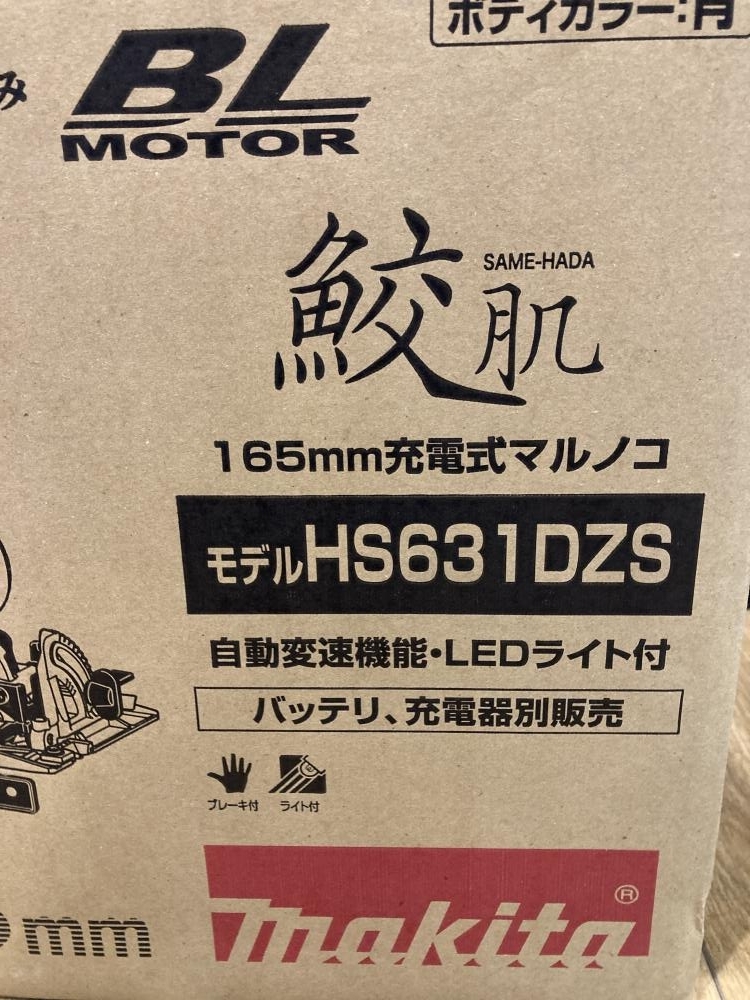 ボディカラー:青
み
BL
MOTOR
SAME-HADA
鮫肌
165mm充電式マルノコ
モデルHS631DZS
自動変速機能・LEDライト付
バッテリ、充電器別販売
ブレーキ付 ライト付
mm
makita®